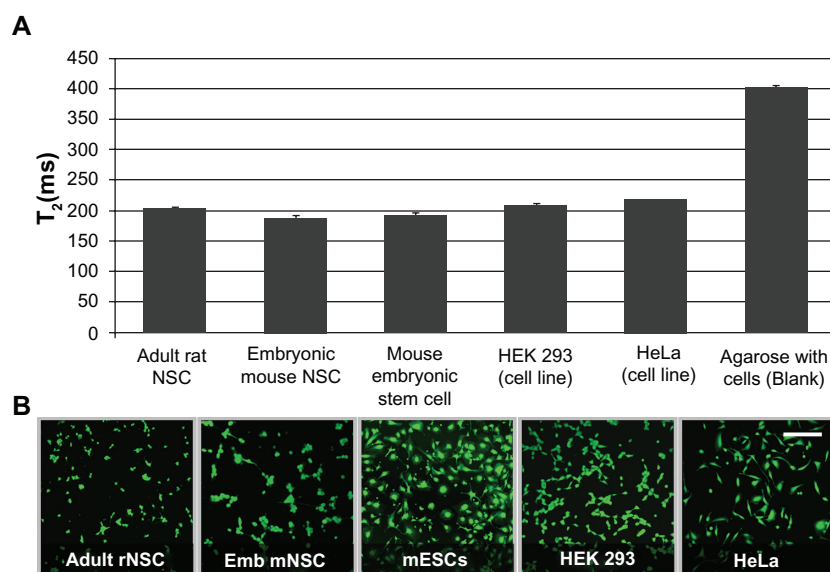 A
450
400
350
300
250
200
150
100
50
0
T2(ms)
Adult rat
NSC
Embryonic
mouse NSC
Mouse
embryonic
stem cell
HEK 293
(cell line)
HeLa
(cell line)
Agarose with
cells (Blank)
B
Adult rNSC
Emb mNSC
mESCs
HEK 293
HeLa